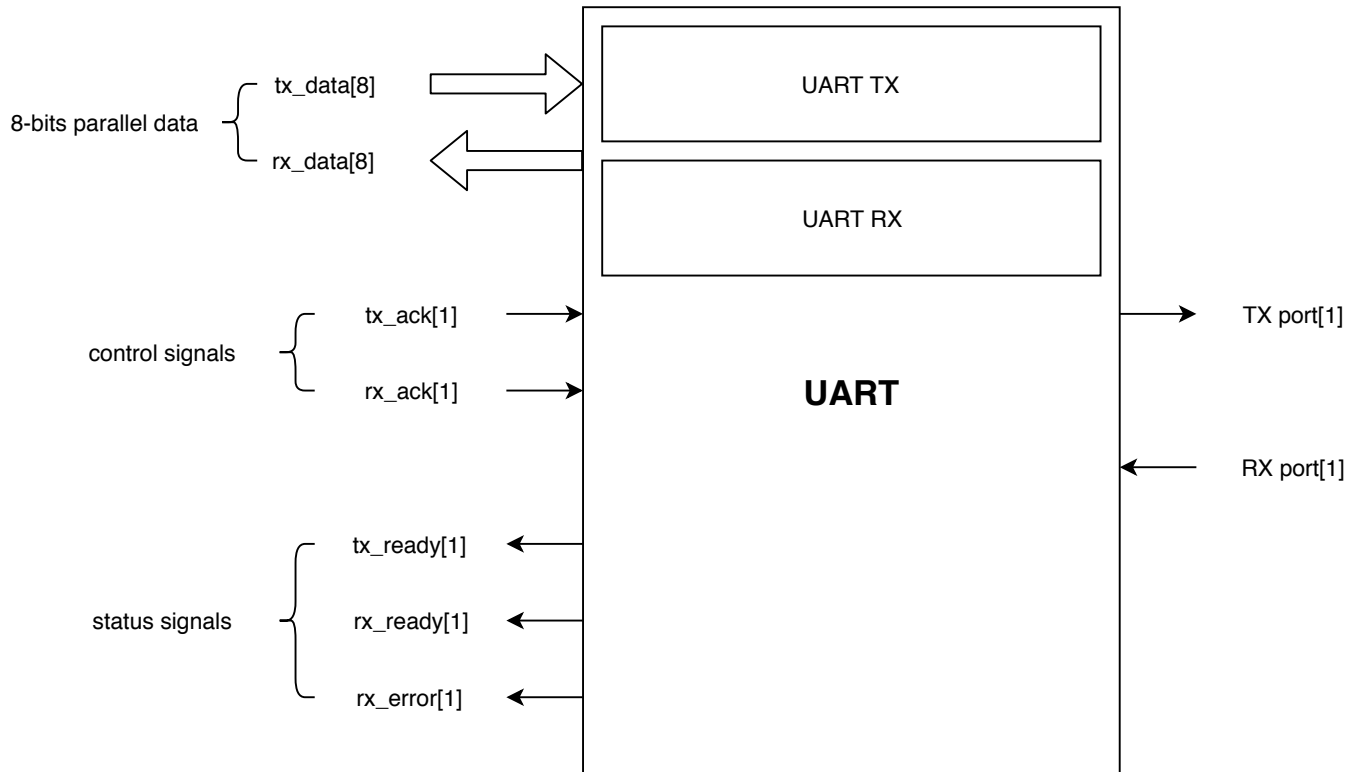 UART TX
tx_data[8]
8-bits parallel data
rx_data[8]
UART RX
tx_ack[1]
TX port[1]
control signals
rx_ack[1]
UART
RX port[1]
tx_ready[1]
status signals
rx_ready[1]
rx_error[1]